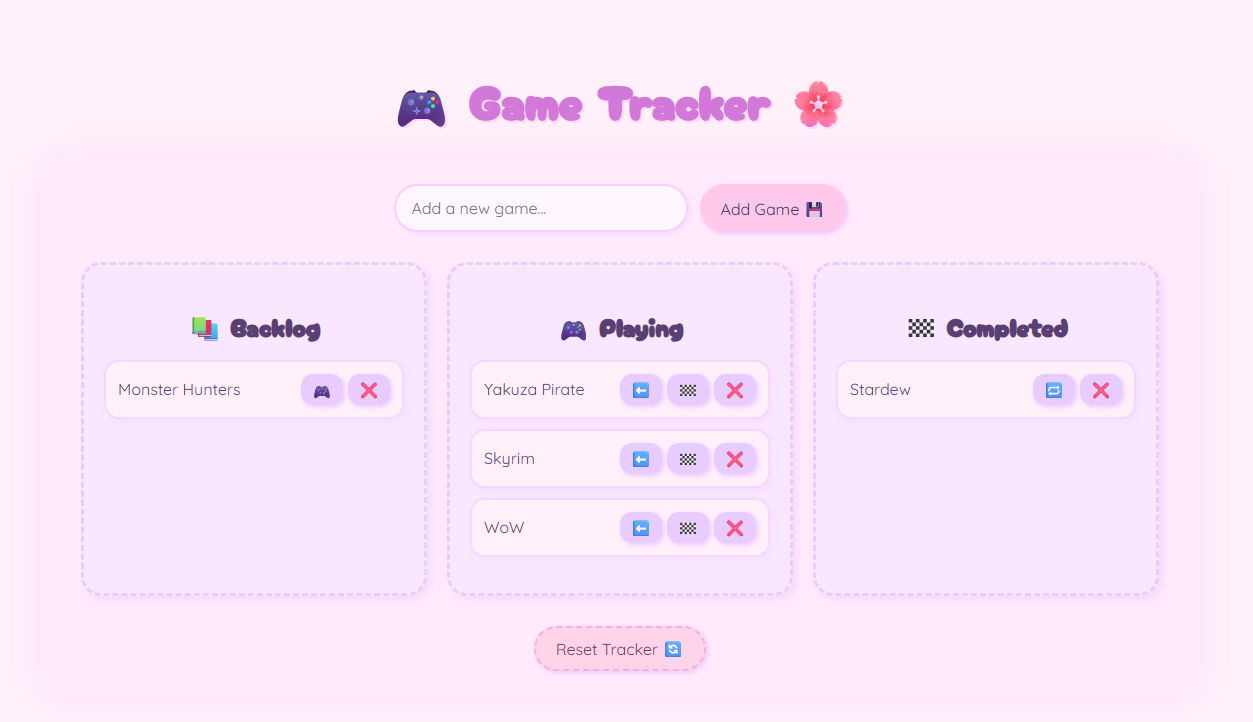 Game Tracker
Add a new game...
Add Game
Backlog
Monster Hunters
Playing
Yakuza Pirate
Skyrim
WoW
Completed
Stardew
Reset Tracker